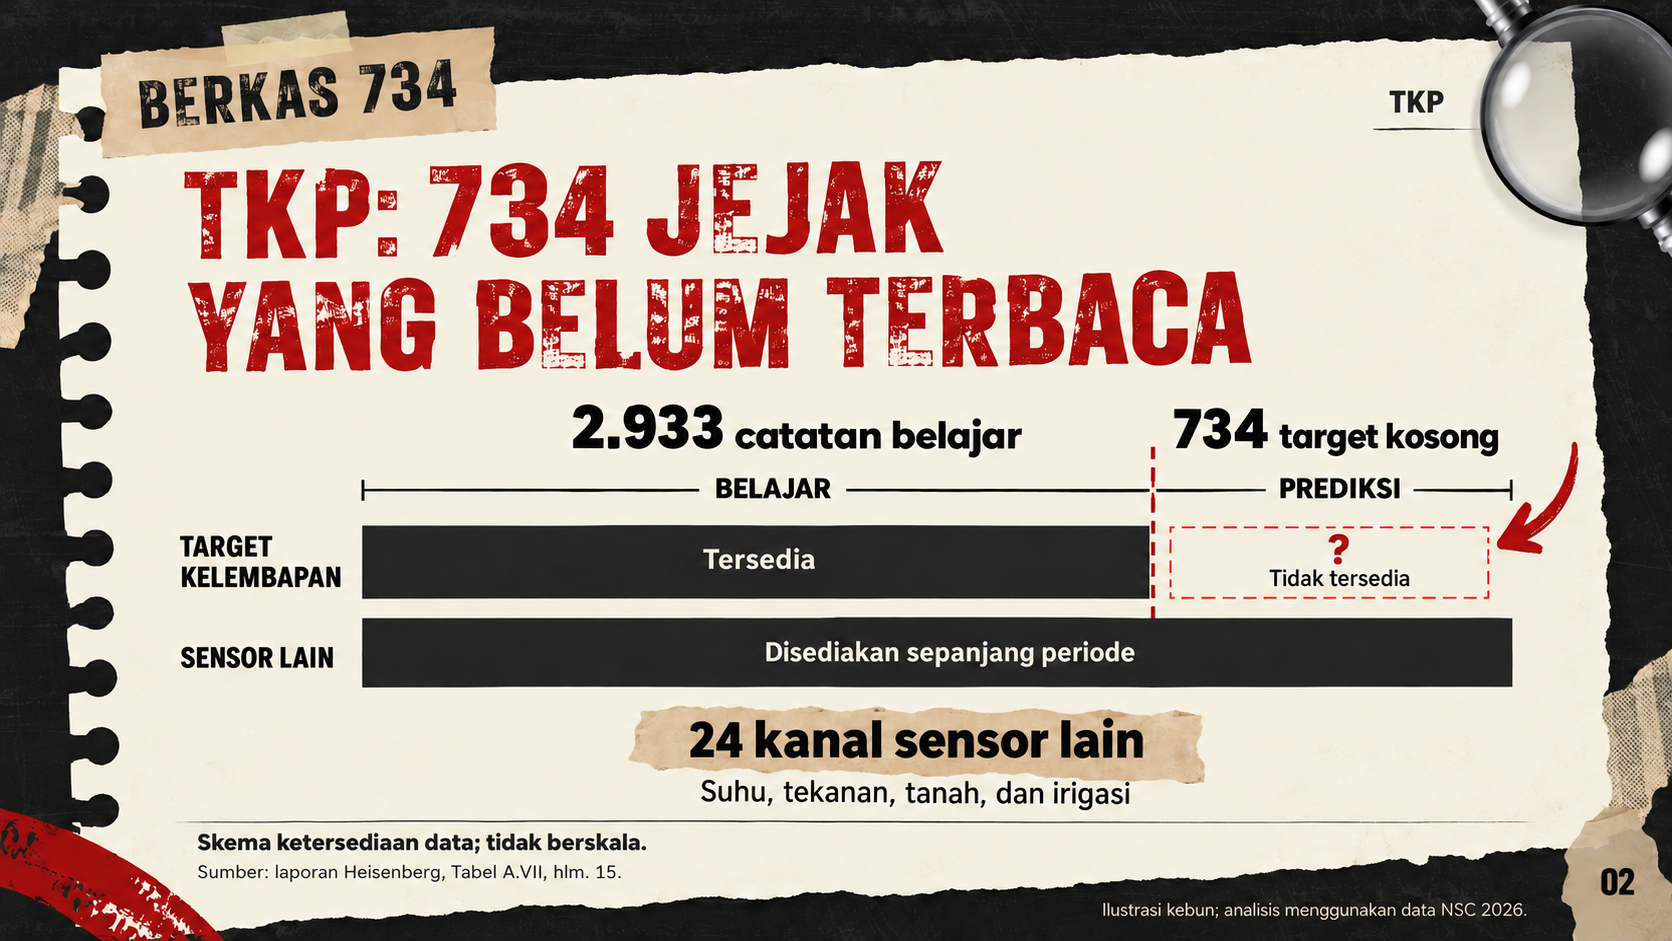 BERKAS 734
TKP
TKP: 734 JEJAK
YANG BELUM TERBACA
2.933 catatan belajar
734 target kosong
BELAJAR
PREDIKSI
TARGET
KELEMBAPAN
Tersedia
?
Tidak tersedia
SENSOR LAIN
Disediakan sepanjang periode
24 kanal sensor lain
Suhu, tekanan, tanah, dan irigasi
Skema ketersediaan data; tidak berskala.
Sumber: laporan Heisenberg, Tabel A.VII, hlm. 15.
02
Ilustrasi kebun; analisis menggunakan data NSC 2026.